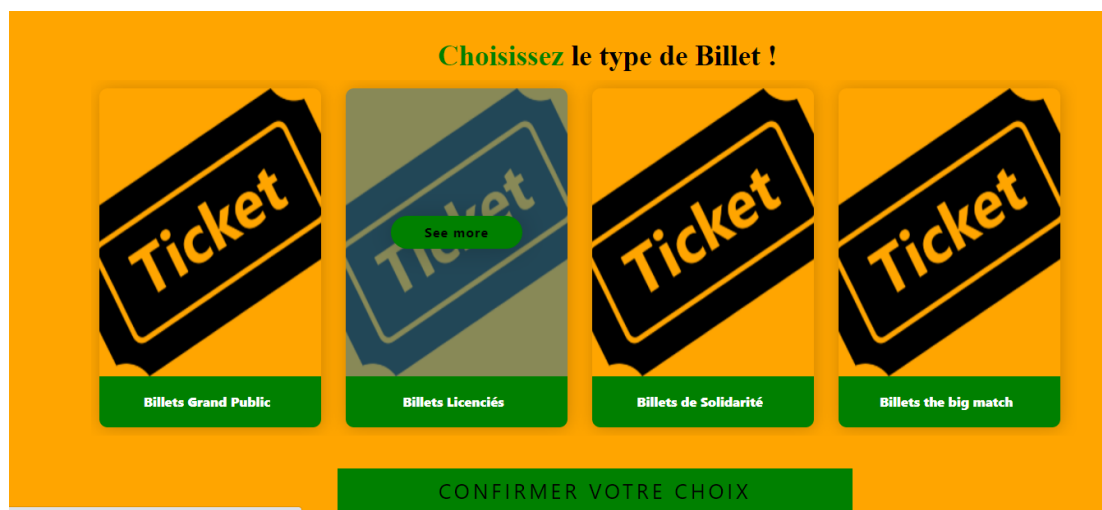 Choisissez le type de Billet !
Ticket
Ticket
Ticket
Ticket
See more
Billets Grand Public
Billets Licenciés
Billets de Solidarité
Billets the big match
CONFIRMER VOTRE CHOIX